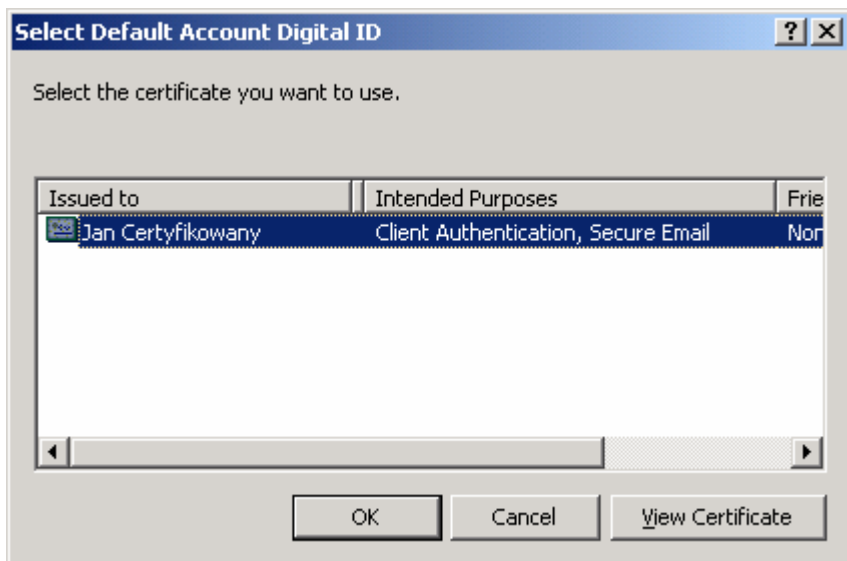 Select Default Account Digital ID
Select the certificate you want to use.
Issued to Intended Purposes Frie
Jan Certyfikowany Client Authentication, Secure Email Non
OK Cancel View Certificate